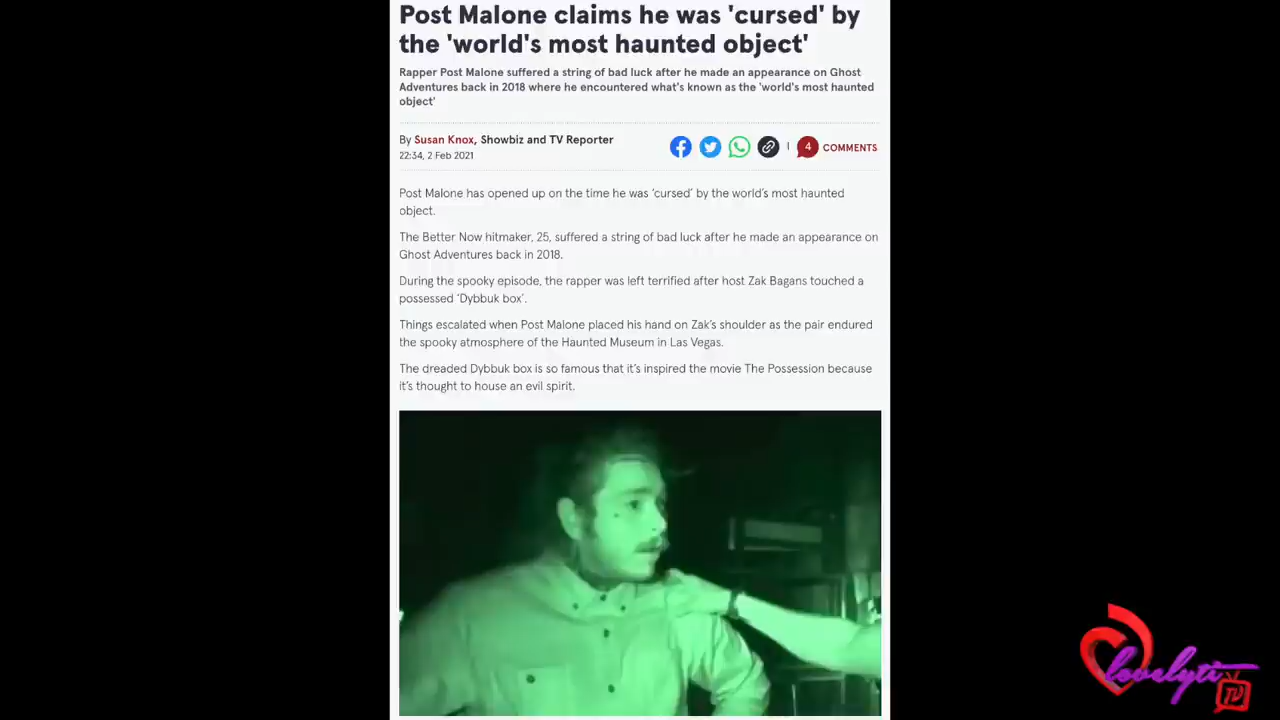 Post Malone claims he was 'cursed' by
the 'world's most haunted object'
Rapper Post Malone suffered a string of bad luck after he made an appearance on Ghost
Adventures back in 2018 where he encountered what's known as the 'world's most haunted
object'
By Susan Knox, Showbiz and TV Reporter
22:34, 2 Feb 2021
4 COMMENTS
Post Malone has opened up on the time he was ‘cursed’ by the world’s most haunted
object.
The Better Now hitmaker, 25, suffered a string of bad luck after he made an appearance on
Ghost Adventures back in 2018.
During the spooky episode, the rapper was left terrified after host Zak Bagans touched a
possessed ‘Dybbuk box’.
Things escalated when Post Malone placed his hand on Zak’s shoulder as the pair endured
the spooky atmosphere of the Haunted Museum in Las Vegas.
The dreaded Dybbuk box is so famous that it’s inspired the movie The Possession because
it’s thought to house an evil spirit.
lovelyti
TV